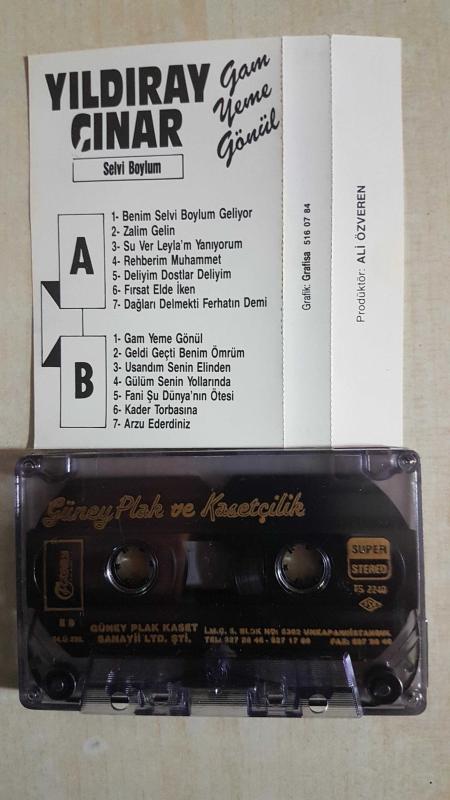 YILDIRAY
ÇINAR
Selvi Boylum
Gam
Yeme
Gönül
A
1- Benim Selvi Boylum Geliyor
2- Zalim Gelin
3- Su Ver Leyla'm Yanıyorum
4- Rehberim Muhammet
5- Deliyim Dostlar Deliyim
6- Fırsat Elde İken
7- Dağları Delmekti Ferhatın Demi
B
1- Gam Yeme Gönül
2- Geldi Geçti Benim Ömrüm
3- Usandım Senin Elinden
4- Gülüm Senin Yollarında
5- Fani Şu Dünya'nın Ötesi
6- Kader Torbasına
7- Arzu Ederdiniz
Grafik: Grafisa 516 07 84
Prodüktör: ALİ ÖZVEREN
Güney Plak ve Kasetçilik
SUPER
STEREO
GÜNEY PLAK KASET
SANAYİİ LTD. ŞTİ.